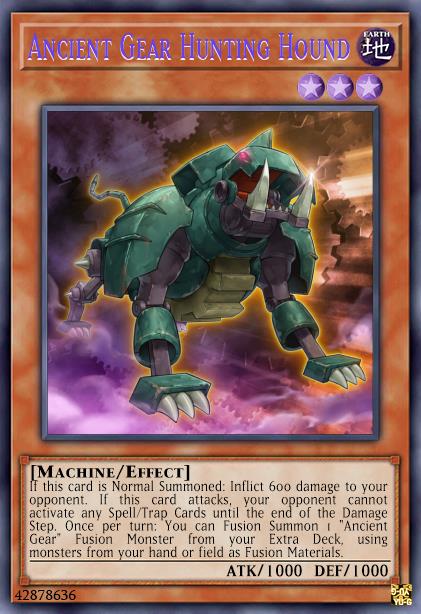 ANCIENT GEAR HUNTING HOUND
EARTH
地
[MACHINE/EFFECT]
If this card is Normal Summoned: Inflict 600 damage to your
opponent. If this card attacks, your opponent cannot
activate any Spell/Trap Cards until the end of the Damage
Step. Once per turn: You can Fusion Summon 1 "Ancient
Gear" Fusion Monster from your Extra Deck, using
monsters from your hand or field as Fusion Materials.
ATK/1000 DEF/1000
42878636